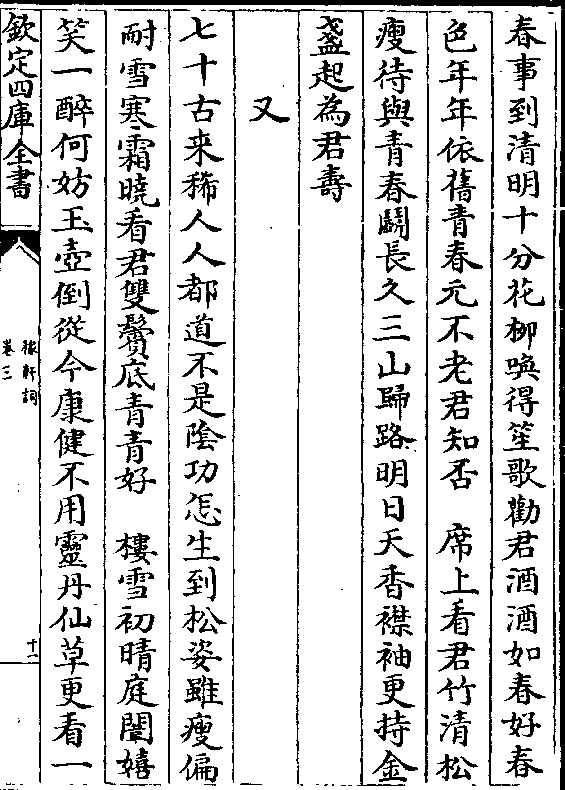 春事到清明十分花栁喚得笙歌勸君酒酒如春好春
色年年依舊青春元不老君知否　席上看君竹清松
瘦待與青春鬭長久三山歸路明日天香襟袖更持金
盞起為君壽
又
七十古来稀人人都道不是陰功怎生到松姿雖瘦偏
耐雪寒霜曉看君雙鬢底青青好　樓雪初晴庭闈嬉
笑一醉何妨玉壺倒從今康健不用靈丹仙草更看一
欽定四庫全書
稼軒詞
卷三
十一